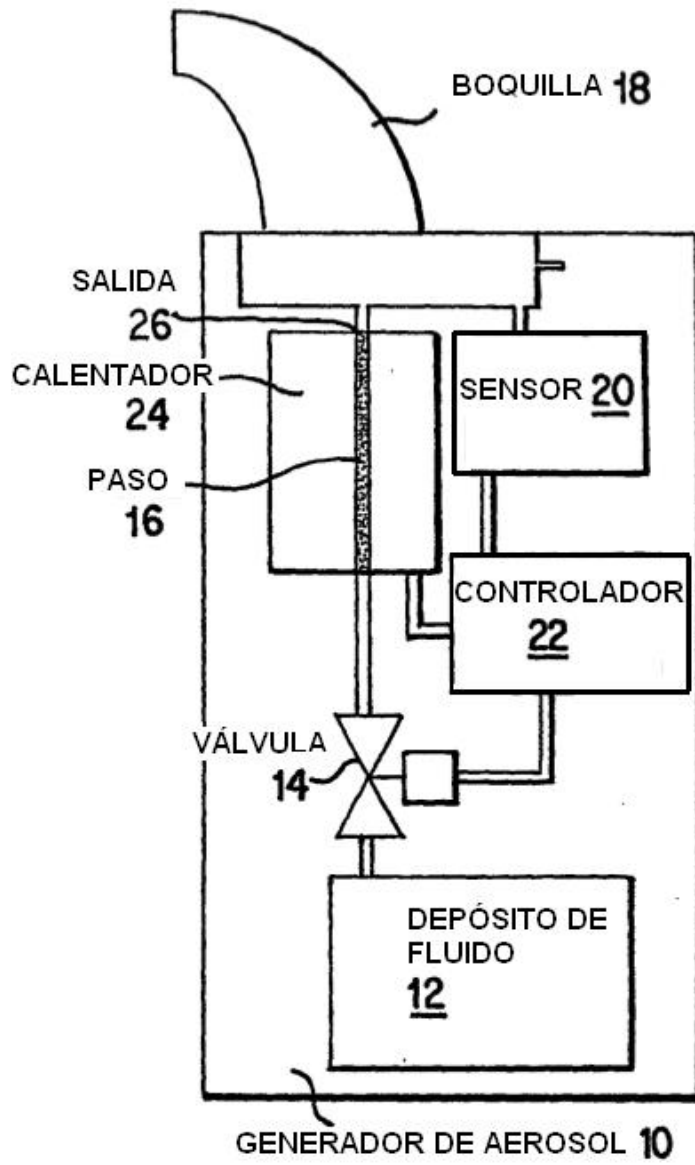 BOQUILLA 18
SALIDA
26
CALENTADOR
24
SENSOR 20
PASO
16
CONTROLADOR
22
VÁLVULA
14
DEPÓSITO DE
FLUIDO
12
GENERADOR DE AEROSOL 10